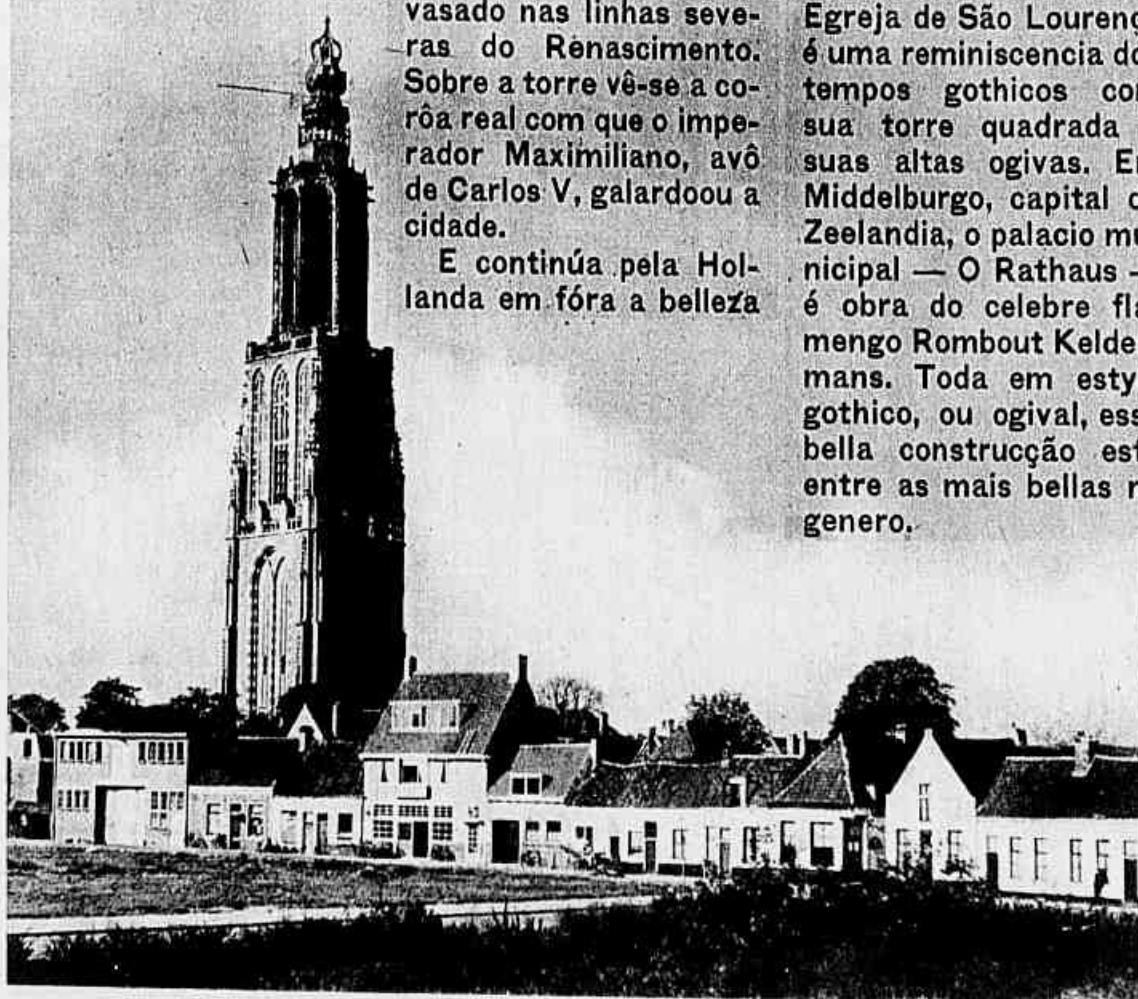 vasado nas linhas seve-
ras do Renascimento.
Sobre a torre vê-se a co-
rôa real com que o impe-
rador Maximiliano, avô
de Carlos V, galardoou a
cidade.
E continúa pela Hol-
landa em fóra a belleza
Egreja de São Lourenç
é uma reminiscencia do
tempos gothicos co
sua torre quadrada
suas altas ogivas. E
Middelburgo, capital d
Zeelandia, o palacio mu
nicipal — O Rathaus -
é obra do celebre fla
mengo Rombout Kelde
mans. Toda em esty
gothico, ou ogival, ess
bella construcção est
entre as mais bellas n
genero.